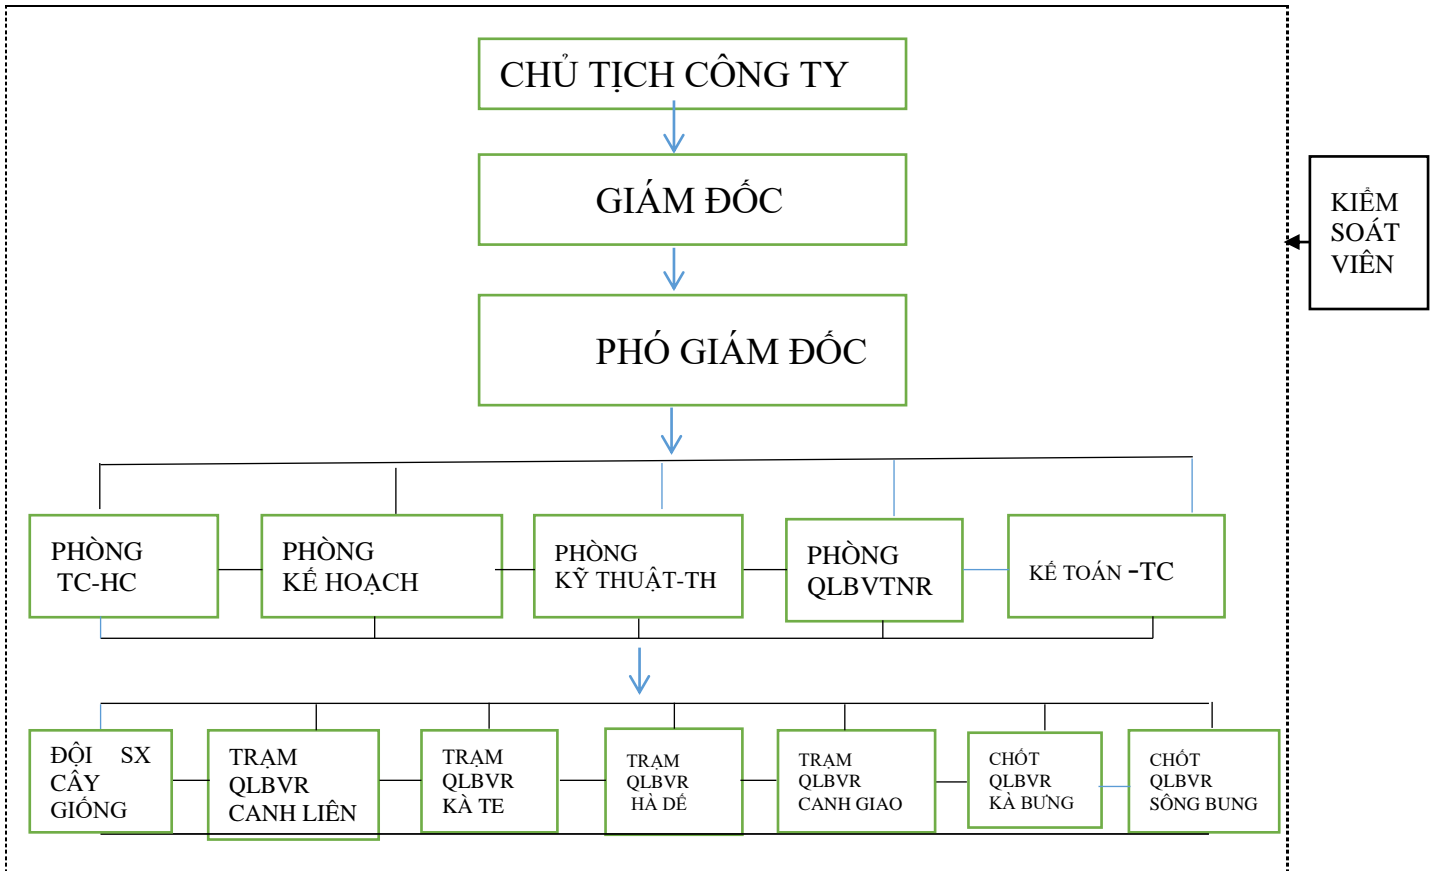 CHỦ TỊCH CÔNG TY
GIÁM ĐỐC
KIỂM
SOÁT
VIÊN
PHÓ GIÁM ĐỐC
PHÒNG
TC-HC
PHÒNG
KẾ HOẠCH
PHÒNG
KỸ THUẬT-TH
PHÒNG
QLBVTNR
KẾ TOÁN -TC
ĐỘI SX
CÂY
GIỐNG
TRẠM
QLBVR
CANH LIÊN
TRẠM
QLBVR
KÀ TE
TRẠM
QLBVR
HÀ DẾ
TRẠM
QLBVR
CANH GIAO
CHỐT
QLBVR
KÀ BƯNG
CHỐT
QLBVR
SÔNG BUNG